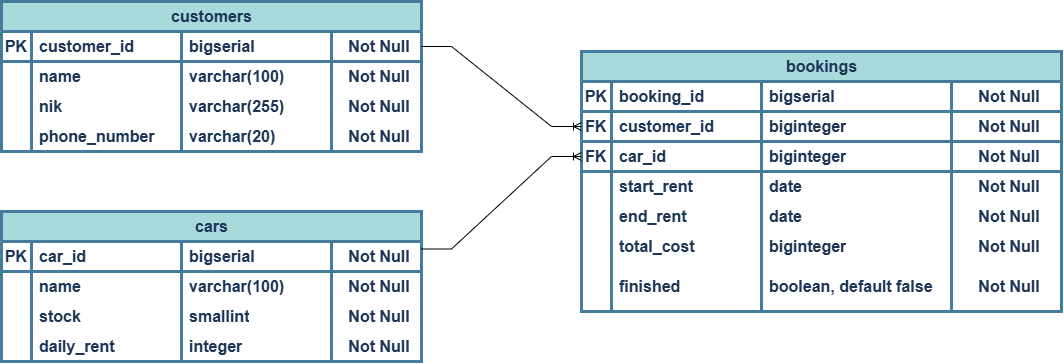 customers
PK customer_id bigserial Not Null
name varchar(100) Not Null
nik varchar(255) Not Null
phone_number varchar(20) Not Null
cars
PK car_id bigserial Not Null
name varchar(100) Not Null
stock smallint Not Null
daily_rent integer Not Null
bookings
PK booking_id bigserial Not Null
FK customer_id biginteger Not Null
FK car_id biginteger Not Null
start_rent date Not Null
end_rent date Not Null
total_cost biginteger Not Null
finished boolean, default false Not Null